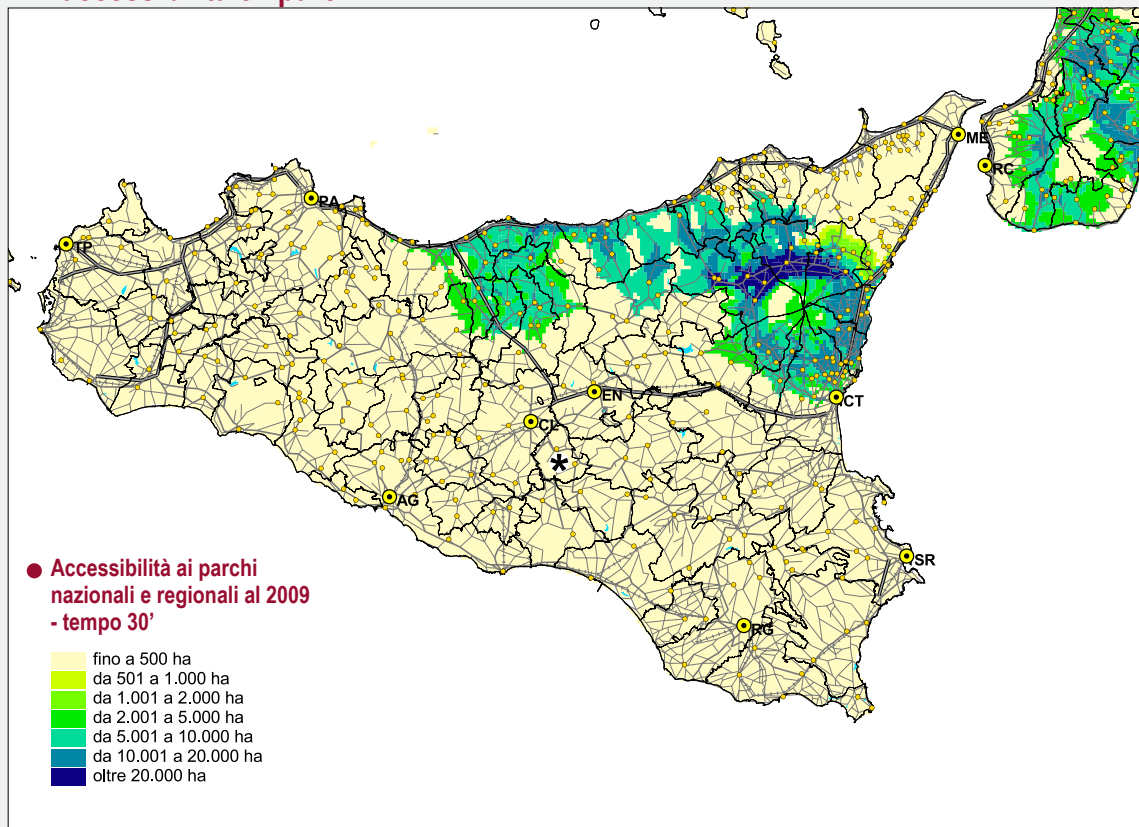 ME
RC
PA
TP
EN
CT
CL
*
AG
SR
RG
Accessibilità ai parchi
nazionali e regionali al 2009
- tempo 30’
fino a 500 ha
da 501 a 1.000 ha
da 1.001 a 2.000 ha
da 2.001 a 5.000 ha
da 5.001 a 10.000 ha
da 10.001 a 20.000 ha
oltre 20.000 ha